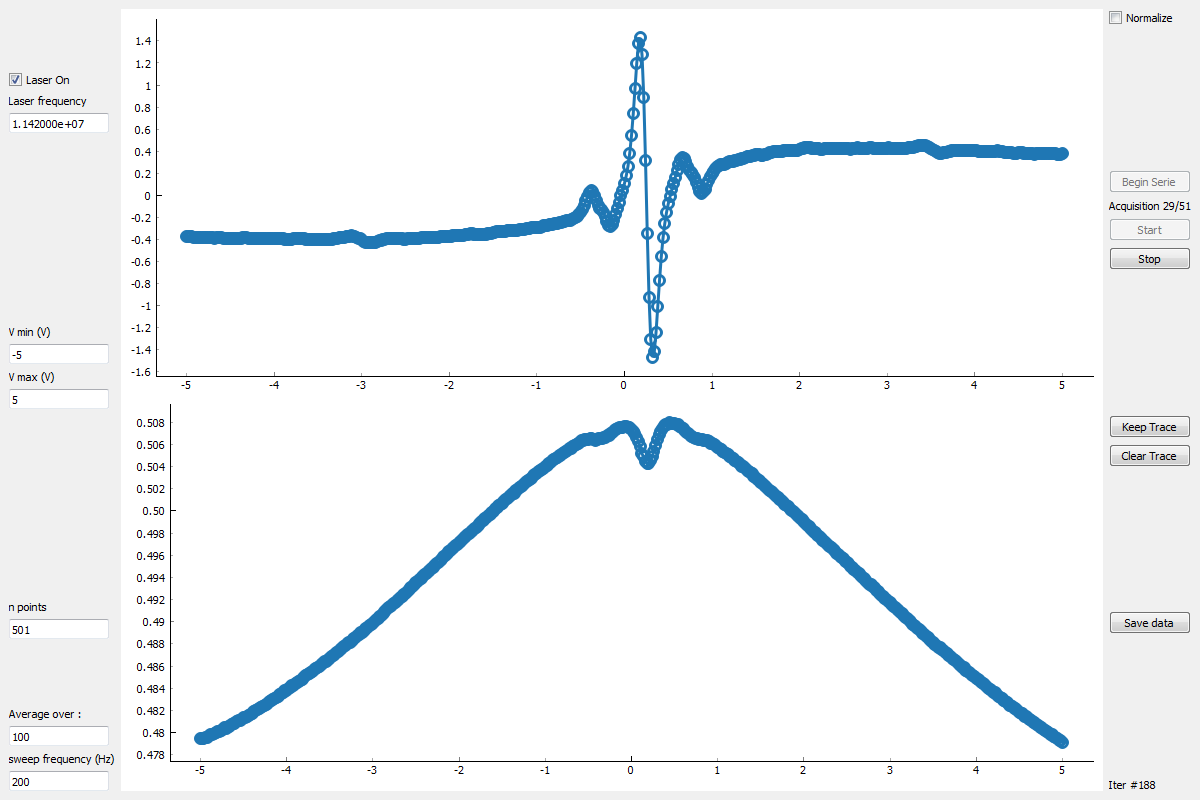 Normalize
Laser On
Laser frequency
1.142000e+07
V min (V)
-5
V max (V)
5
n points
501
Average over :
100
sweep frequency (Hz)
200
1.4
1.2
1
0.8
0.6
0.4
0.2
0
-0.2
-0.4
-0.6
-0.8
-1
-1.2
-1.4
-1.6
-5 -4 -3 -2 -1 0 1 2 3 4 5
0.508
0.506
0.504
0.502
0.50
0.498
0.496
0.494
0.492
0.49
0.488
0.486
0.484
0.482
0.48
0.478
-5 -4 -3 -2 -1 0 1 2 3 4 5
Begin Serie
Acquisition 29/51
Start
Stop
Keep Trace
Clear Trace
Save data
Iter #188